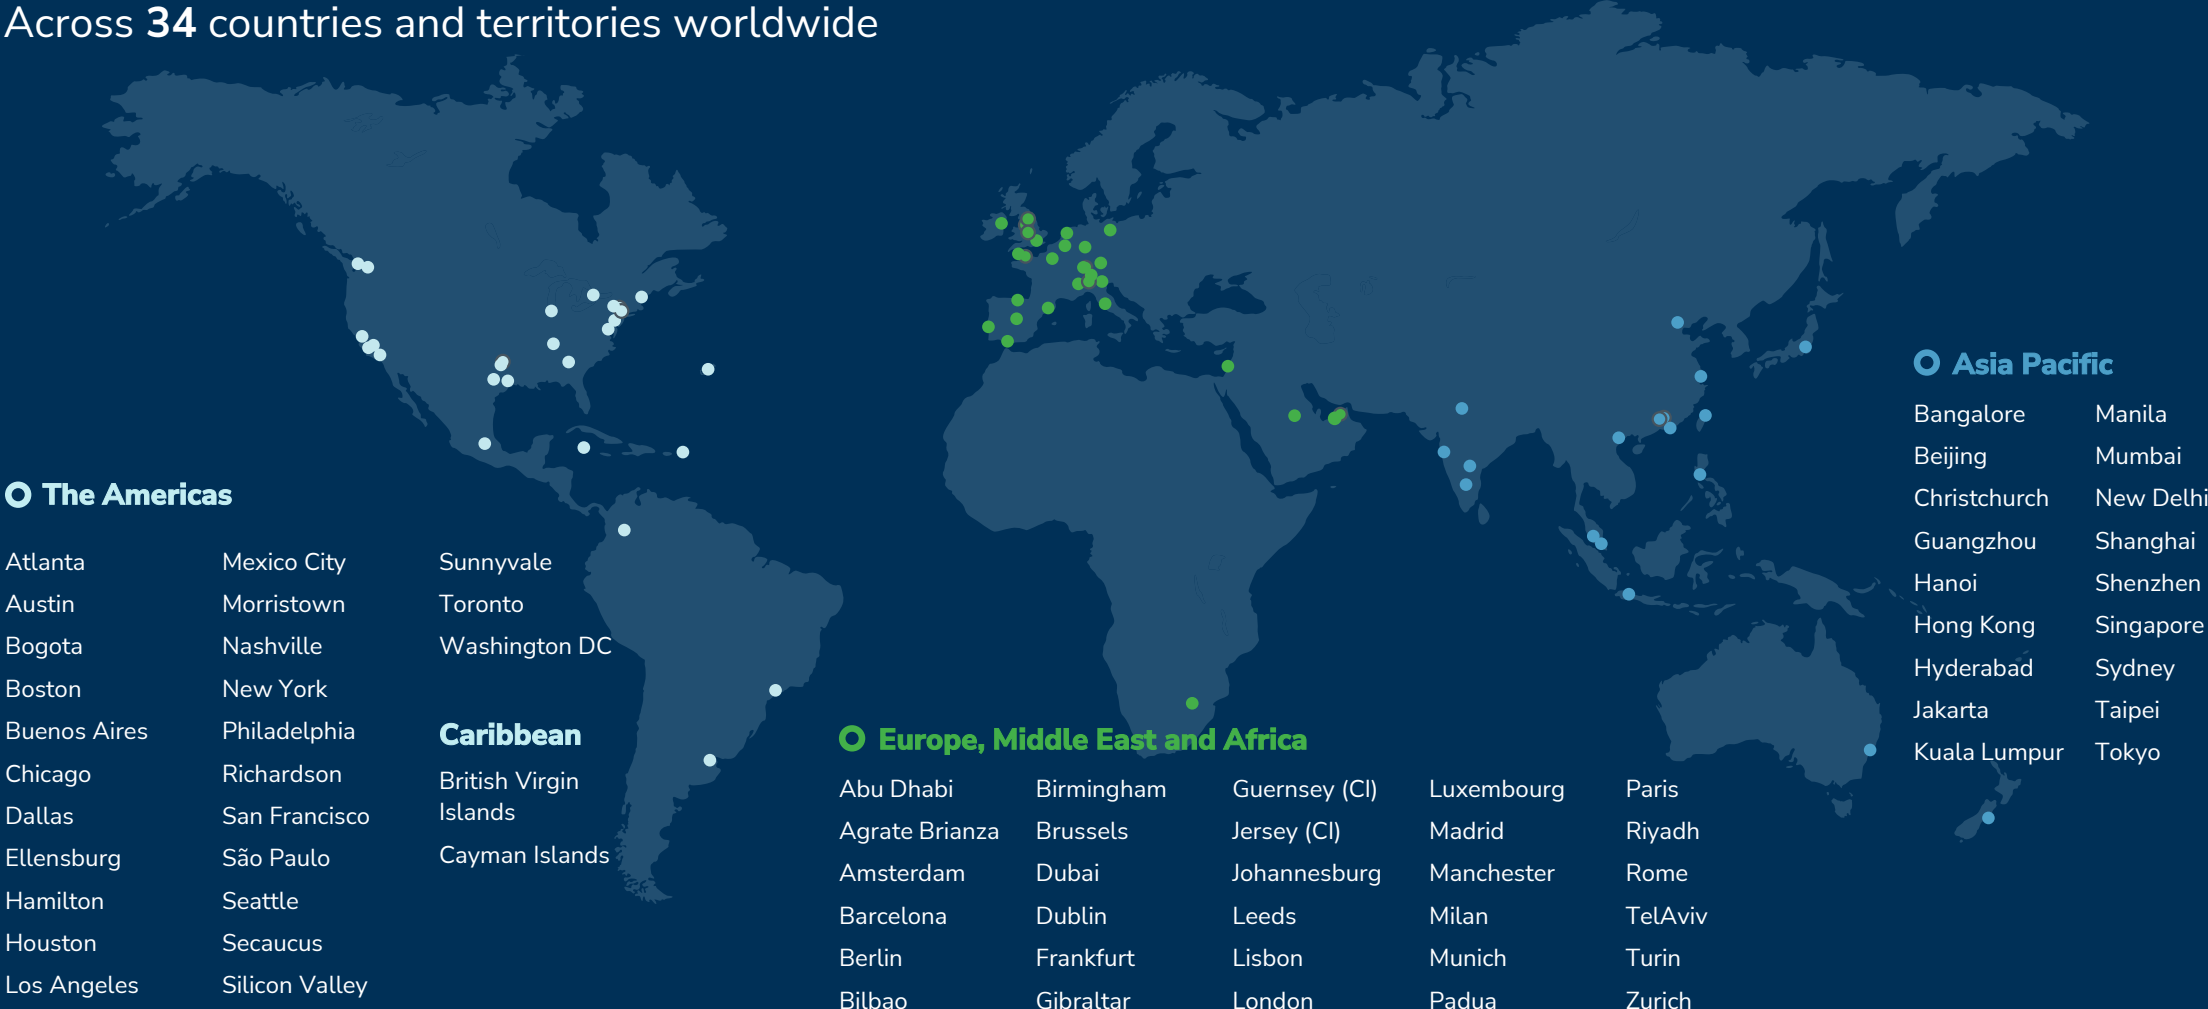 Across 34 countries and territories worldwide
The Americas
Atlanta
Austin
Bogota
Boston
Buenos Aires
Chicago
Dallas
Ellensburg
Hamilton
Houston
Los Angeles
Mexico City
Morristown
Nashville
New York
Philadelphia
Richardson
San Francisco
São Paulo
Seattle
Secaucus
Silicon Valley
Sunnyvale
Toronto
Washington DC
Caribbean
British Virgin
Islands
Cayman Islands
Europe, Middle East and Africa
Abu Dhabi
Agrate Brianza
Amsterdam
Barcelona
Berlin
Bilbao
Birmingham
Brussels
Dubai
Dublin
Frankfurt
Gibraltar
Guernsey (CI)
Jersey (CI)
Johannesburg
Leeds
Lisbon
London
Luxembourg
Madrid
Manchester
Milan
Munich
Padua
Paris
Riyadh
Rome
TelAviv
Turin
Zurich
Asia Pacific
Bangalore
Beijing
Christchurch
Guangzhou
Hanoi
Hong Kong
Hyderabad
Jakarta
Kuala Lumpur
Manila
Mumbai
New Delhi
Shanghai
Shenzhen
Singapore
Sydney
Taipei
Tokyo